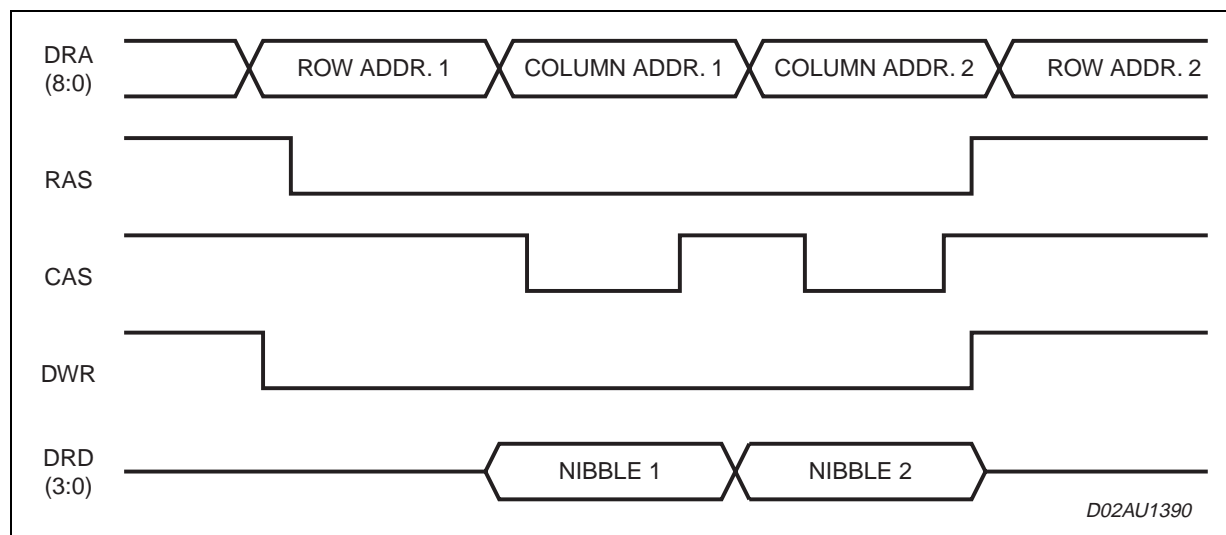 DRA
(8:0)
ROW ADDR. 1
COLUMN ADDR. 1
COLUMN ADDR. 2
ROW ADDR. 2
RAS
CAS
DWR
DRD
(3:0)
NIBBLE 1
NIBBLE 2
D02AU1390